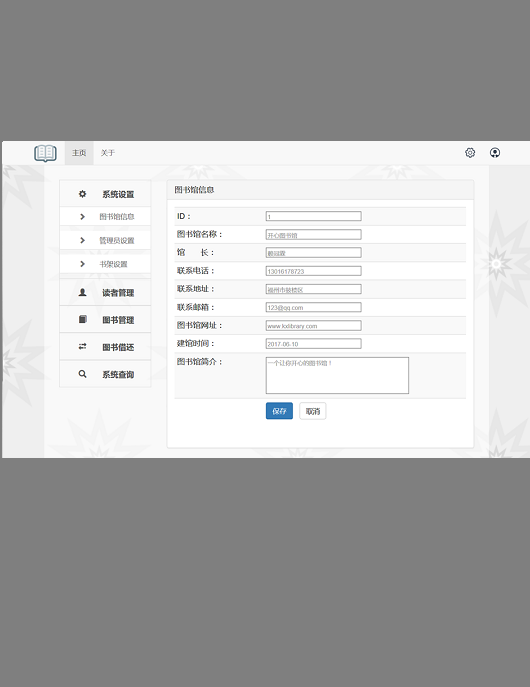 主页 关于
系统设置
图书馆信息
管理员设置
书架设置
读者管理
图书管理
图书借还
系统查询
图书馆信息
ID： 1
图书馆名称： 开心图书馆
馆 长：
联系电话： 13016178723
联系地址： 福州市鼓楼区
联系邮箱： 123@qq.com
图书馆网址： www.kxlibrary.com
建馆时间： 2017-06-10
图书馆简介： 一个让你开心的图书馆！
保存 取消